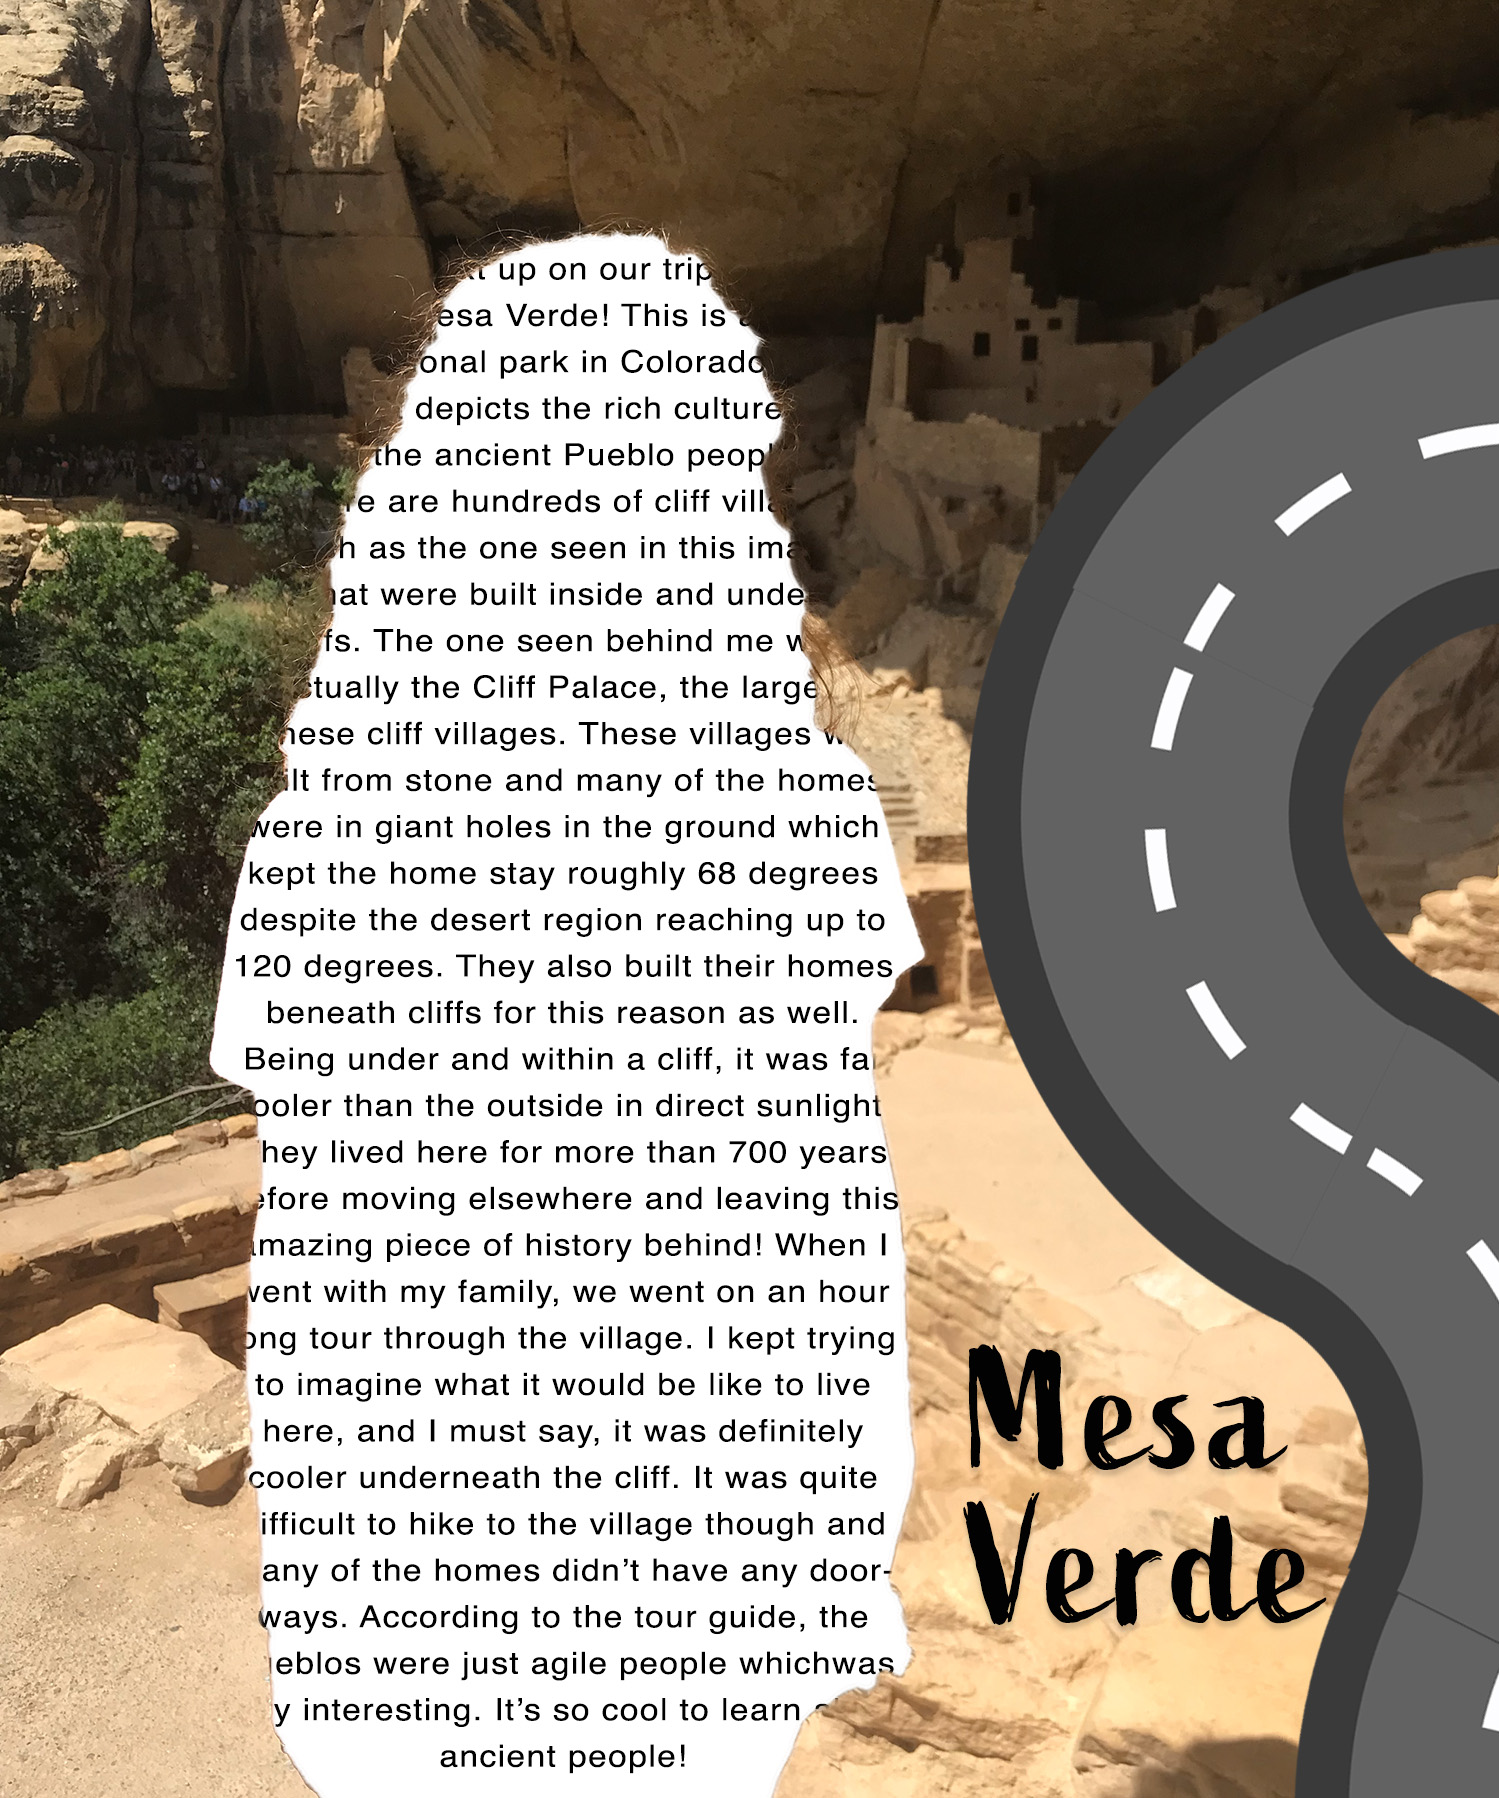 up on our trip
esa Verde! This is
onal park in Colorado
depicts the rich culture
the ancient Pueblo peopl
re are hundreds of cliff villa
h as the one seen in this ima
hat were built inside and unde
fs. The one seen behind me w
ctually the Cliff Palace, the large
hese cliff villages. These villages w
ilt from stone and many of the homes
were in giant holes in the ground which
kept the home stay roughly 68 degrees
despite the desert region reaching up to
120 degrees. They also built their homes
beneath cliffs for this reason as well.
Being under and within a cliff, it was far
ooler than the outside in direct sunlight
hey lived here for more than 700 years
efore moving elsewhere and leaving this
amazing piece of history behind! When I
went with my family, we went on an hour
ong tour through the village. I kept trying
to imagine what it would be like to live
here, and I must say, it was definitely
cooler underneath the cliff. It was quite
ifficult to hike to the village though and
any of the homes didn't have any door-
ways. According to the tour guide, the
eblos were just agile people whichwas
y interesting. It's so cool to learn
ancient people!
Mesa
Verde